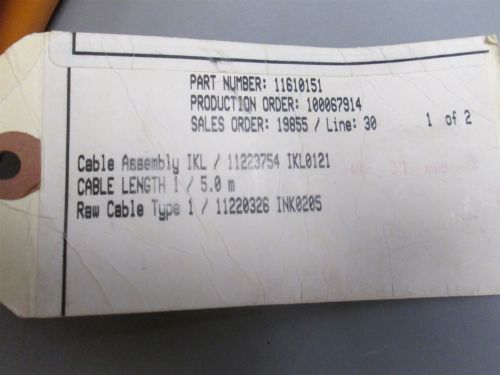 PART NUMBER: 11610151
PRODUCTION ORDER: 100067914
SALES ORDER: 19855 / Line: 30 1 of 2
Cable Assembly IKL / 11223754 IKL0121
CABLE LENGTH 1 / 5.0 m
Raw Cable Type 1 / 11220326 INK0205